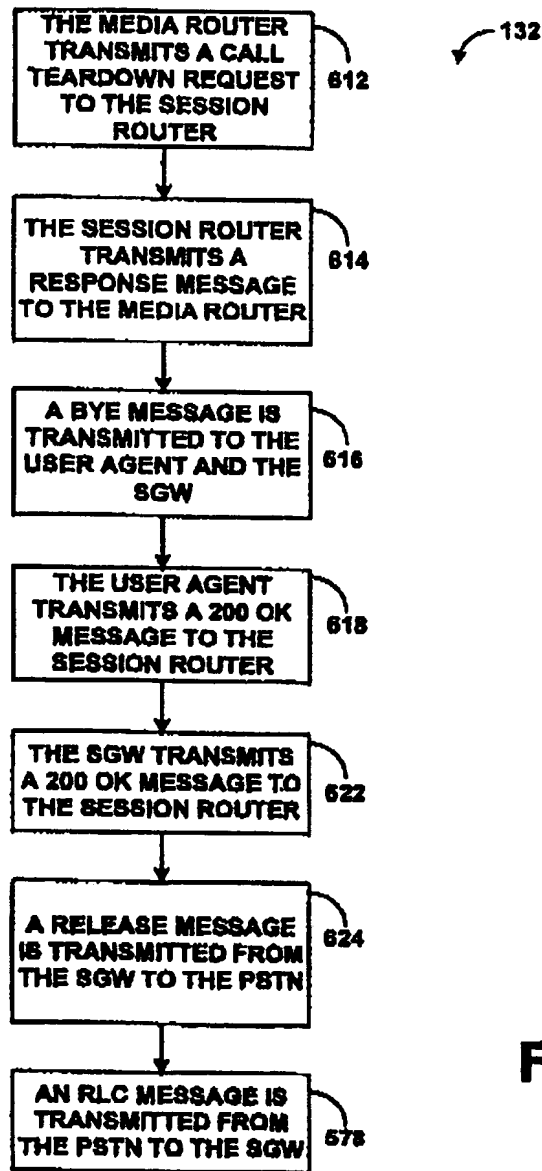 THE MEDIA ROUTER
TRANSMITS A CALL
TEARDOWN REQUEST
TO THE SESSION
ROUTER
612
132
THE SESSION ROUTER
TRANSMITS A
RESPONSE MESSAGE
TO THE MEDIA ROUTER
614
A BYE MESSAGE IS
TRANSMITTED TO THE
USER AGENT AND THE
SGW
616
THE USER AGENT
TRANSMITS A 200 OK
MESSAGE TO THE
SESSION ROUTER
618
THE SGW TRANSMITS
A 200 OK MESSAGE TO
THE SESSION ROUTER
622
A RELEASE MESSAGE
IS TRANSMITTED FROM
THE SGW TO THE PSTN
624
AN RLC MESSAGE IS
TRANSMITTED FROM
THE PSTN TO THE SGW
578
F